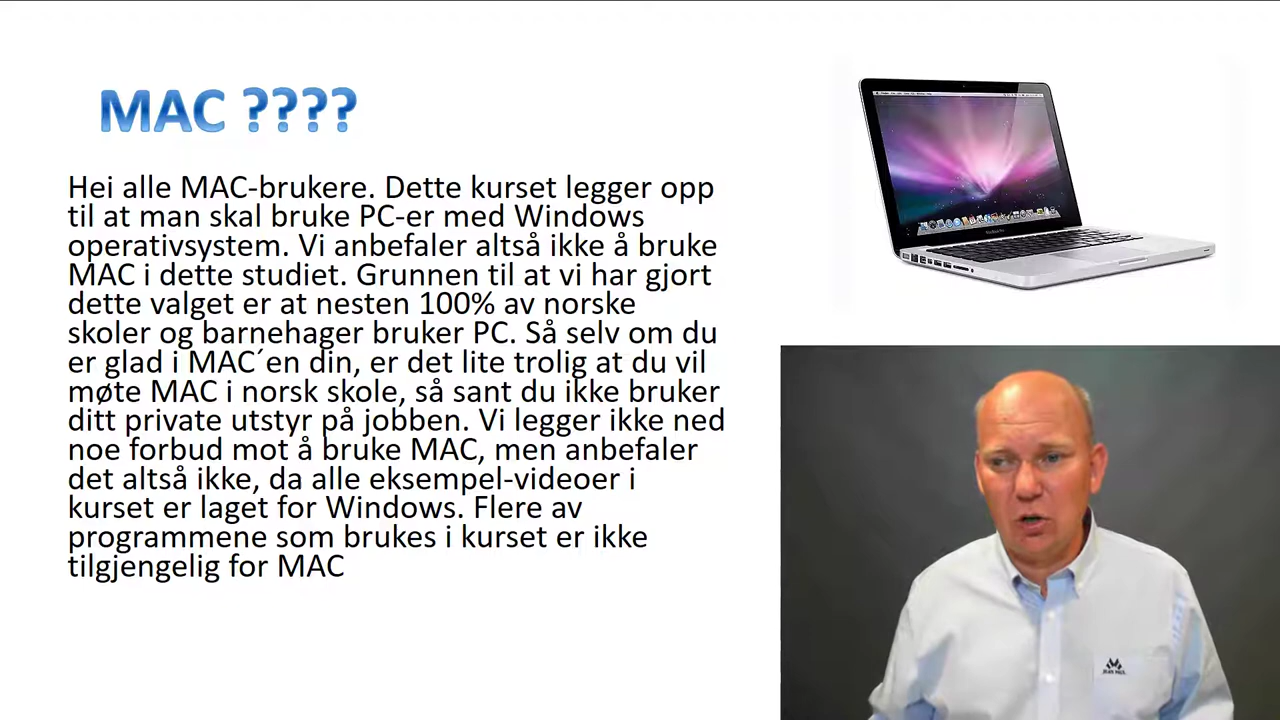 MAC ????
Hei alle MAC-brukere. Dette kurset legger opp
til at man skal bruke PC-er med Windows
operativsystem. Vi anbefaler altså ikke å bruke
MAC i dette studiet. Grunnen til at vi har gjort
dette valget er at nesten 100% av norske
skoler og barnehager bruker PC. Så selv om du
er glad i MAC´en din, er det lite trolig at du vil
møte MAC i norsk skole, så sant du ikke bruker
ditt private utstyr på jobben. Vi legger ikke ned
noe forbud mot å bruke MAC, men anbefaler
det altså ikke, da alle eksempel-videoer i
kurset er laget for Windows. Flere av
programmene som brukes i kurset er ikke
tilgjengelig for MAC